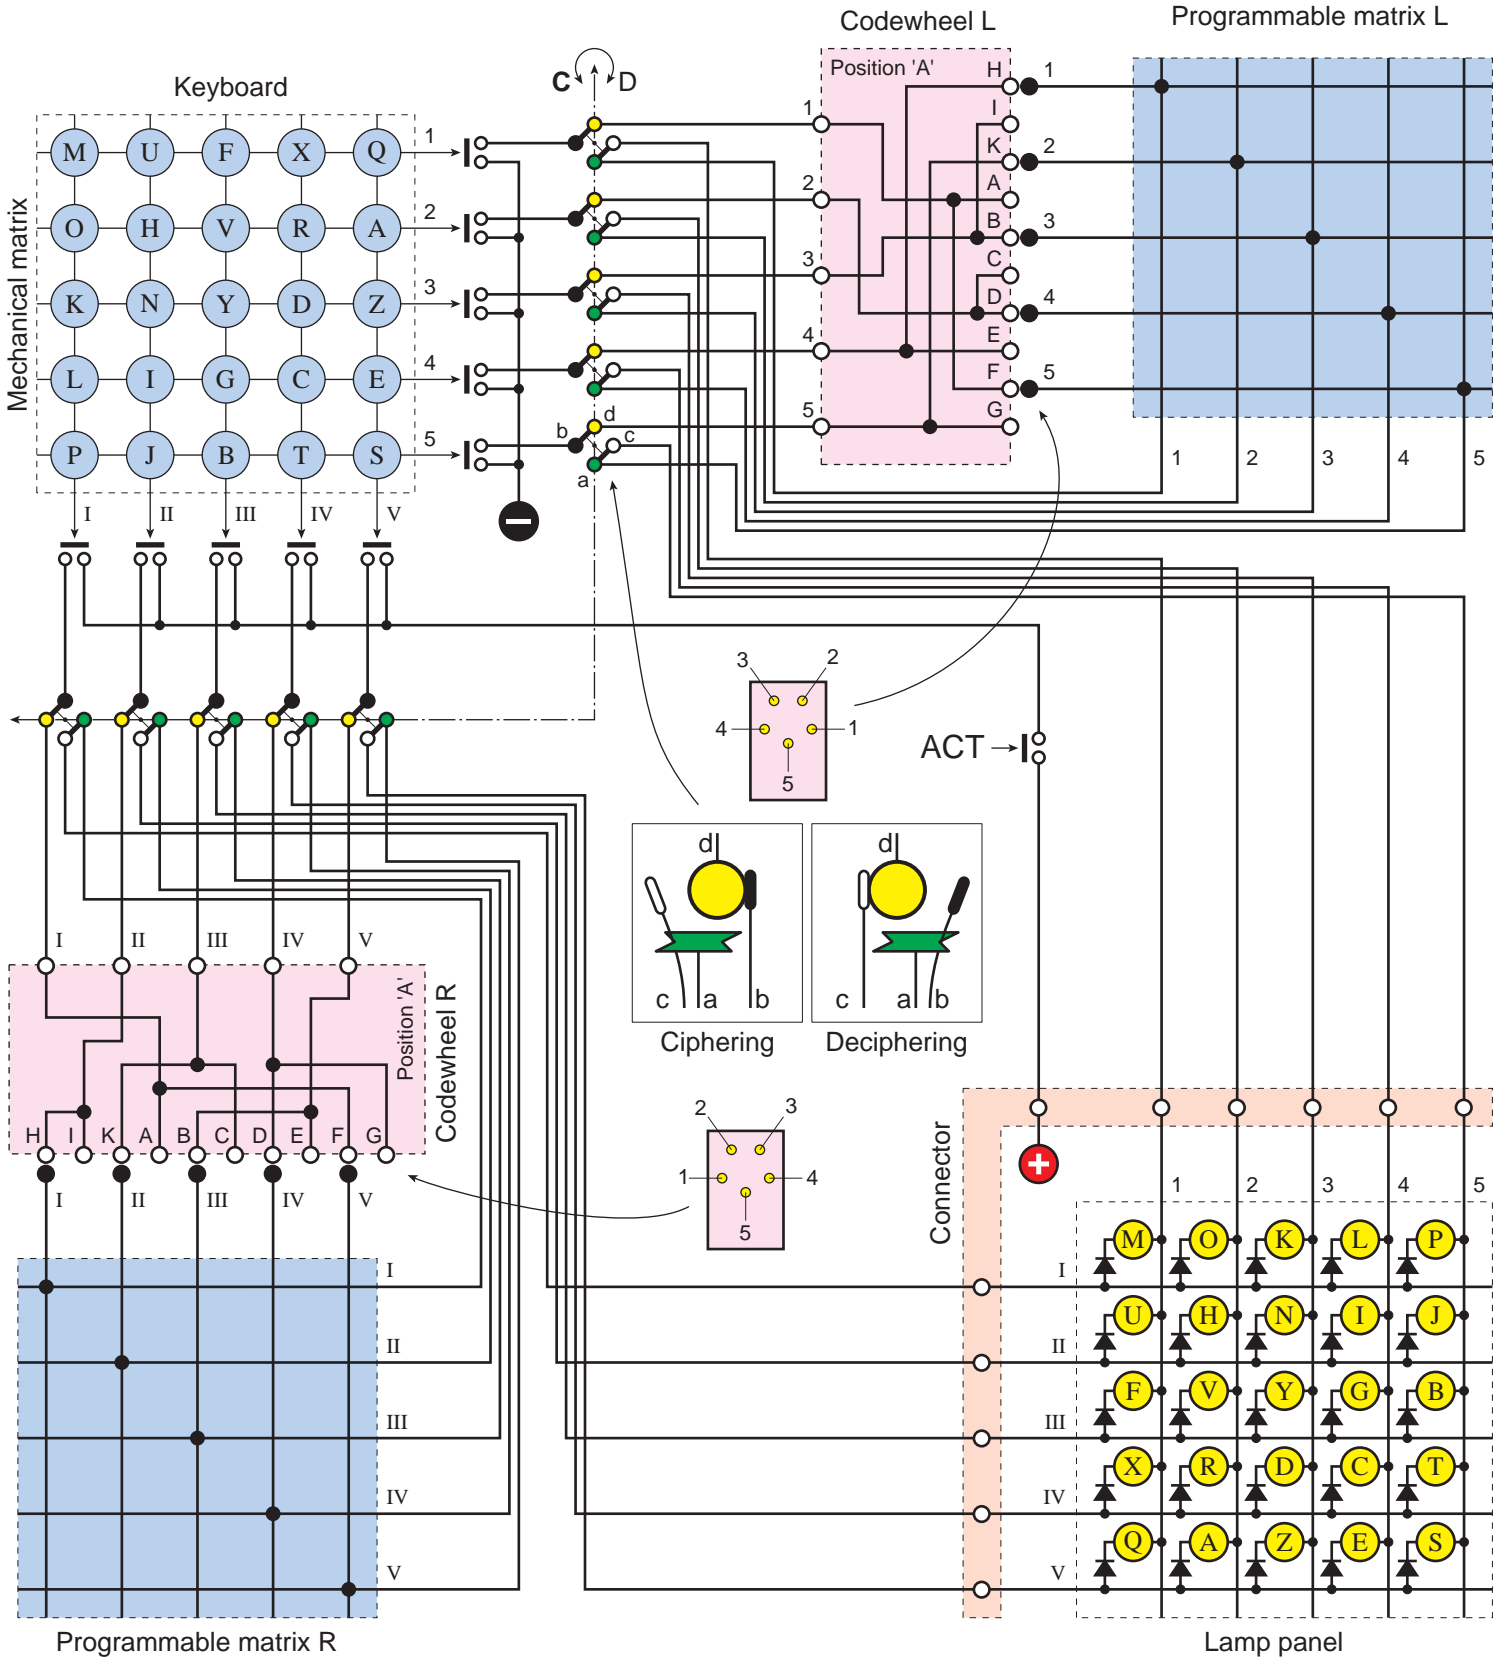 Codewheel L
Programmable matrix L
Keyboard
C D
Position 'A'
Mechanical matrix
M U F X Q 1
O H V R A 2
K N Y D Z 3
L I G C E 4
P J B T S 5
I II III IV V
1
2
3
4
5
H
I
K
A
B
C
D
E
F
G
1
2
3
4
5
d
b c
a
1 2 3 4 5
−
3 2
4 1
5
ACT
d
c a b
Ciphering
d
c a b
Deciphering
I II III IV V
Position 'A'
Codewheel R
H I K A B C D E F G
I II III IV V
2 3
1 4
5
I
II
III
IV
V
Programmable matrix R
Connector
+
1 2 3 4 5
I
M O K L P
II
U H N I J
III
F V Y G B
IV
X R D C T
V
Q A Z E S
Lamp panel